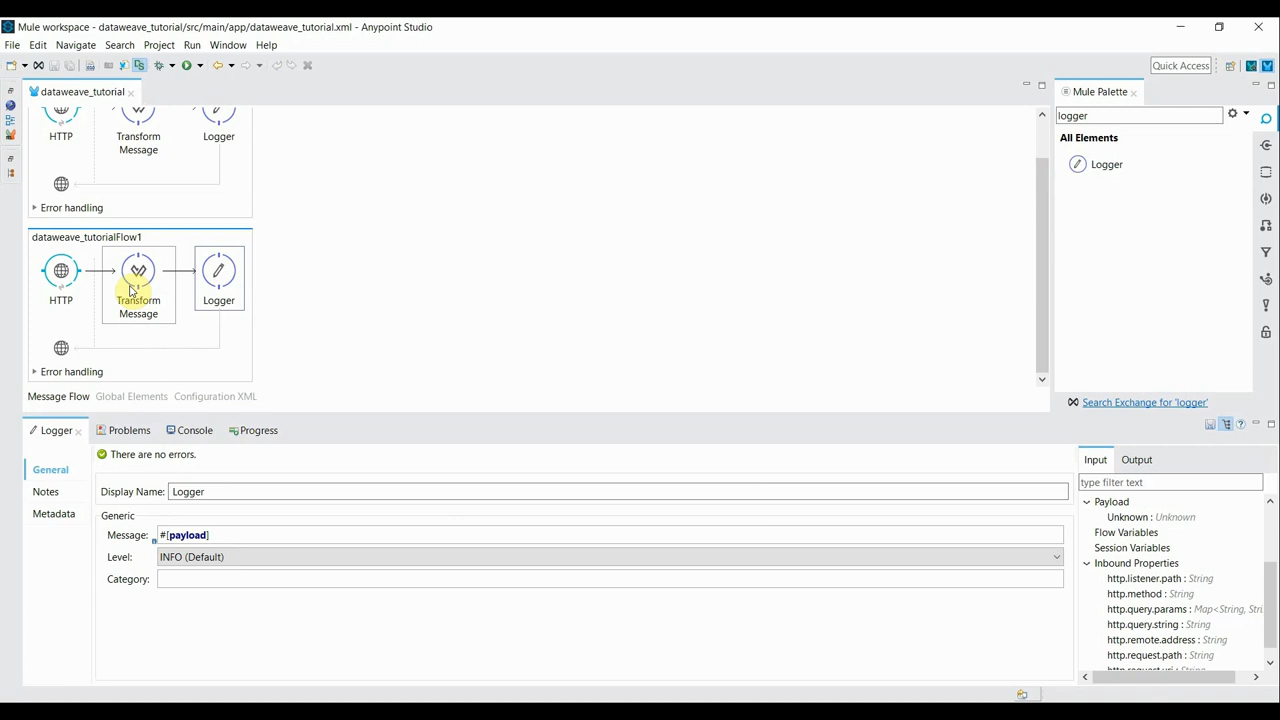 Mule workspace - dataweave_tutorial/src/main/app/dataweave_tutorial.xml - Anypoint Studio
File Edit Navigate Search Project Run Window Help
Quick Access
dataweave_tutorial
Mule Palette
logger
All Elements
Logger
HTTP
Transform Message
Logger
Error handling
dataweave_tutorialFlow1
HTTP
Transform Message
Logger
Error handling
Message Flow Global Elements Configuration XML
Search Exchange for 'logger'
Logger Problems Console Progress
General
Notes
Metadata
There are no errors.
Display Name: Logger
Generic
Message: #[payload]
Level: INFO (Default)
Category:
Input Output
type filter text
Payload
Unknown : Unknown
Flow Variables
Session Variables
Inbound Properties
http.listener.path : String
http.method : String
http.query.params : Map<String, Stri
http.query.string : String
http.remote.address : String
http.request.path : String
http.request.uri : String